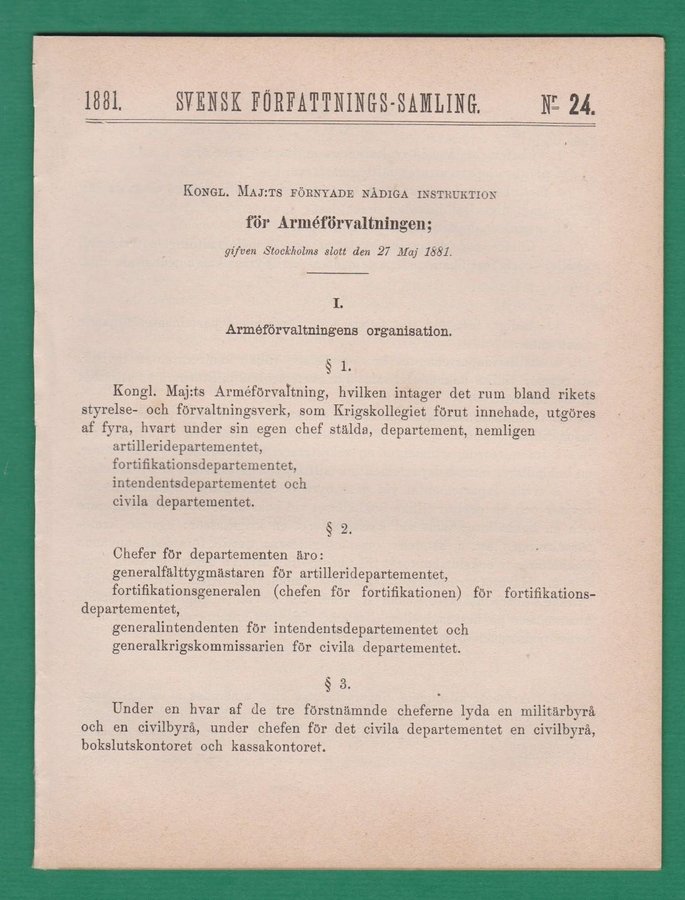 1881. SVENSK FÖRFATTNINGS-SAMLING. Nr 24.
KONGL. MAJ:TS FÖRNYADE NÅDIGA INSTRUKTION
för Arméförvaltningen;
gifven Stockholms slott den 27 Maj 1881.
I.
Arméförvaltningens organisation.
§ 1.
Kongl. Maj:ts Arméförvaltning, hvilken intager det rum bland rikets
styrelse- och förvaltningsverk, som Krigskollegiet förut innehade, utgöres
af fyra, hvart under sin egen chef stälda, departement, nemligen
artilleridepartementet,
fortifikationsdepartementet,
intendentsdepartementet och
civila departementet.
§ 2.
Chefer för departementen äro:
generalfälttygmästaren för artilleridepartementet,
fortifikationsgeneralen (chefen för fortifikationen) för fortifikations-
departementet,
generalintendenten för intendentsdepartementet och
generalkrigskommissarien för civila departementet.
§ 3.
Under en hvar af de tre förstnämnde cheferne lyda en militärbyrå
och en civilbyrå, under chefen för det civila departementet en civilbyrå,
bokslutskontoret och kassakontoret.